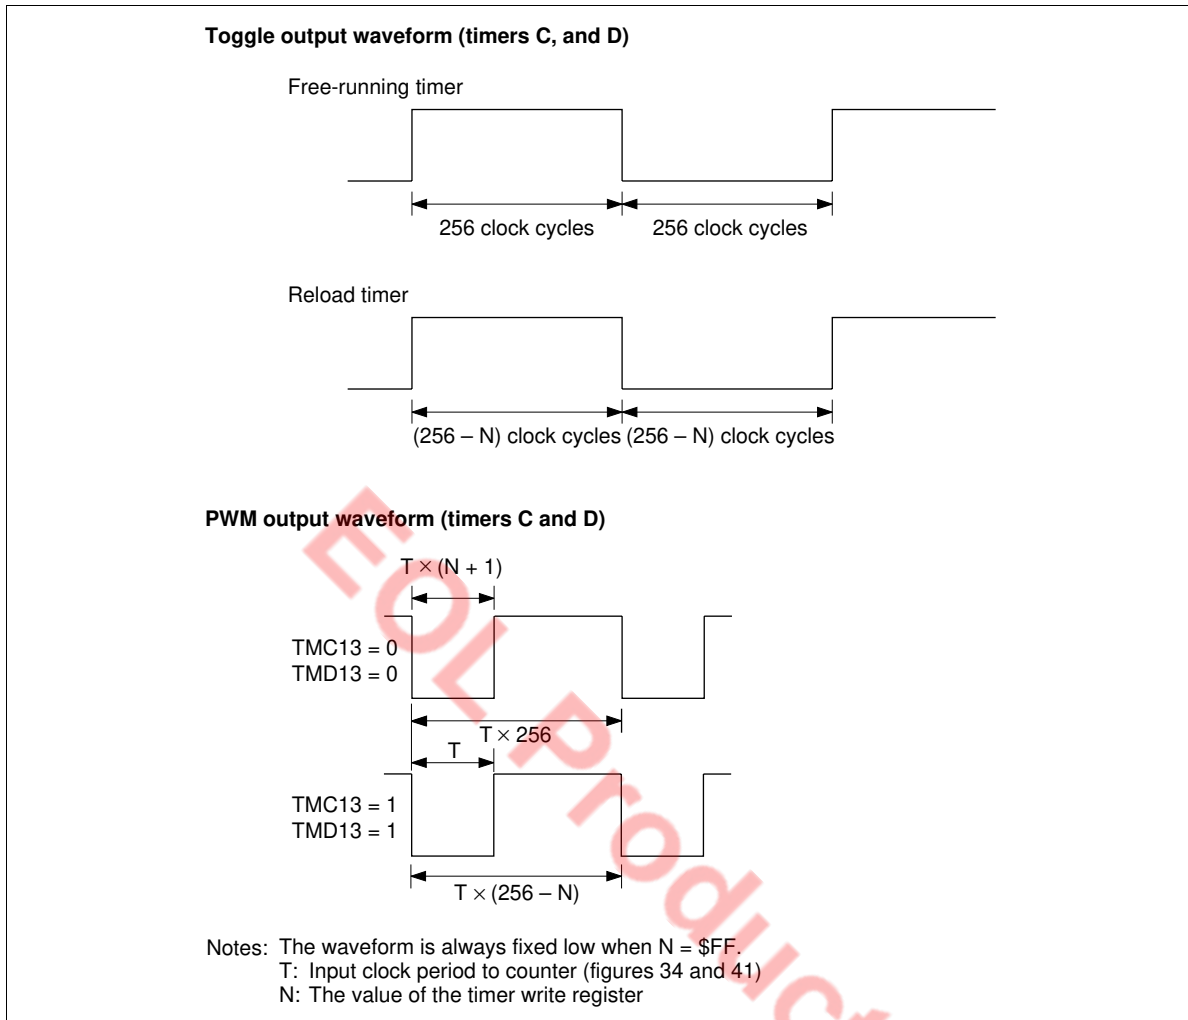 Toggle output waveform (timers C, and D)
Free-running timer
256 clock cycles 256 clock cycles
Reload timer
(256 – N) clock cycles (256 – N) clock cycles
PWM output waveform (timers C and D)
T × (N + 1)
TMC13 = 0
TMD13 = 0
T × 256
T
TMC13 = 1
TMD13 = 1
T × (256 – N)
Notes: The waveform is always fixed low when N = $FF.
T: Input clock period to counter (figures 34 and 41)
N: The value of the timer write register
EOL Product